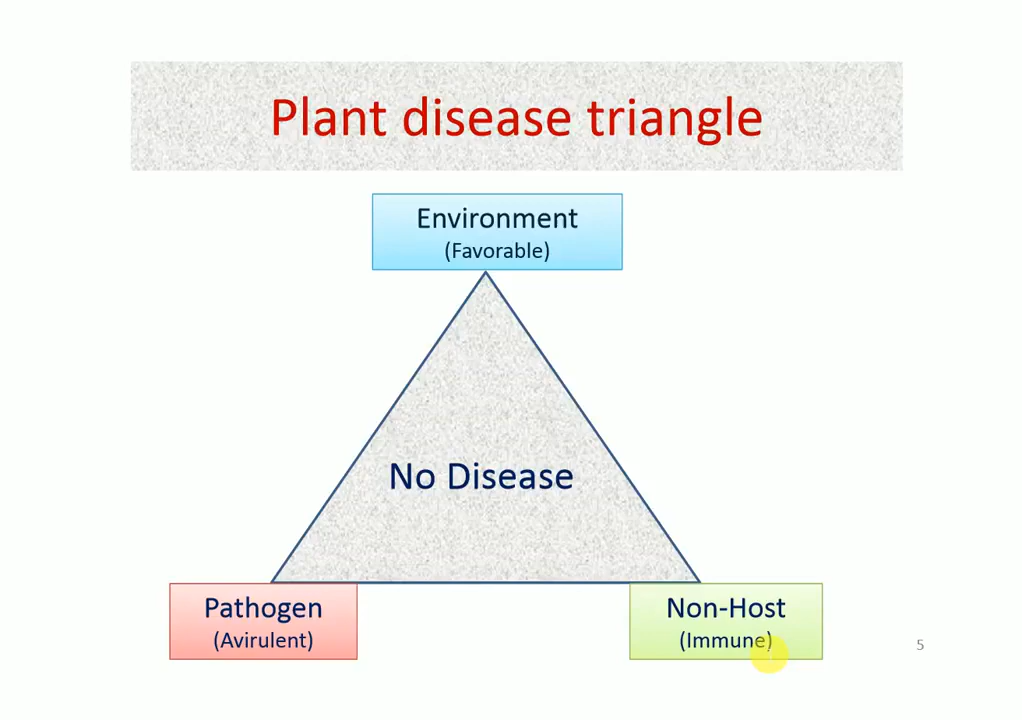 Plant disease triangle
Environment
(Favorable)
No Disease
Pathogen
(Avirulent)
Non-Host
(Immune)
5